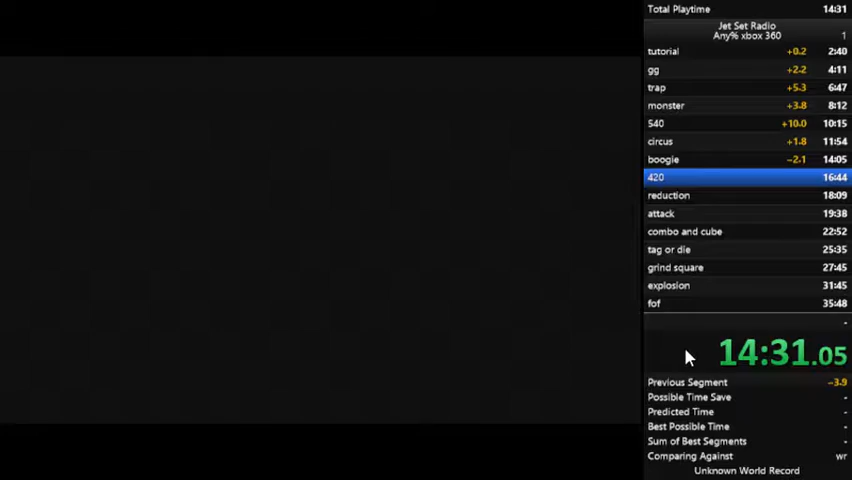 Total Playtime 14:31
Jet Set Radio
Any% xbox 360 1
tutorial +0.2 2:40
gg +2.2 4:11
trap +5.3 6:47
monster +3.8 8:12
540 +10.0 10:15
circus +1.8 11:54
boogie −2.1 14:05
420 16:44
reduction 18:09
attack 19:38
combo and cube 22:52
tag or die 25:35
grind square 27:45
explosion 31:45
fof 35:48
-
14:31.05
Previous Segment −3.9
Possible Time Save -
Predicted Time -
Best Possible Time -
Sum of Best Segments -
Comparing Against wr
Unknown World Record